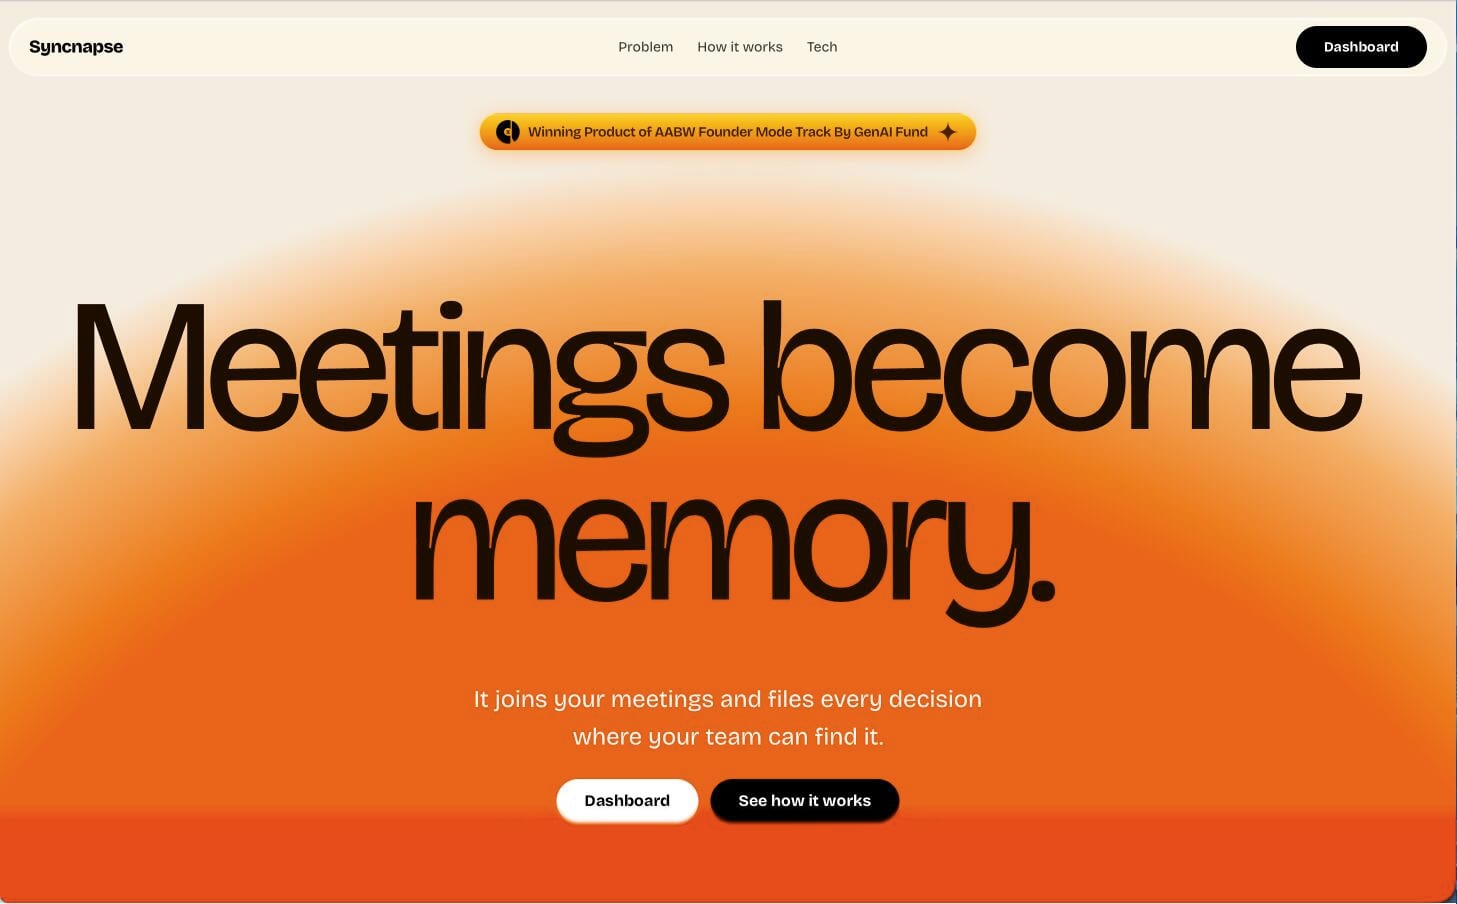 Syncnapse
Problem
How it works
Tech
Dashboard
Winning Product of AABW Founder Mode Track By GenAI Fund
Meetings become
memory.
It joins your meetings and files every decision
where your team can find it.
Dashboard
See how it works